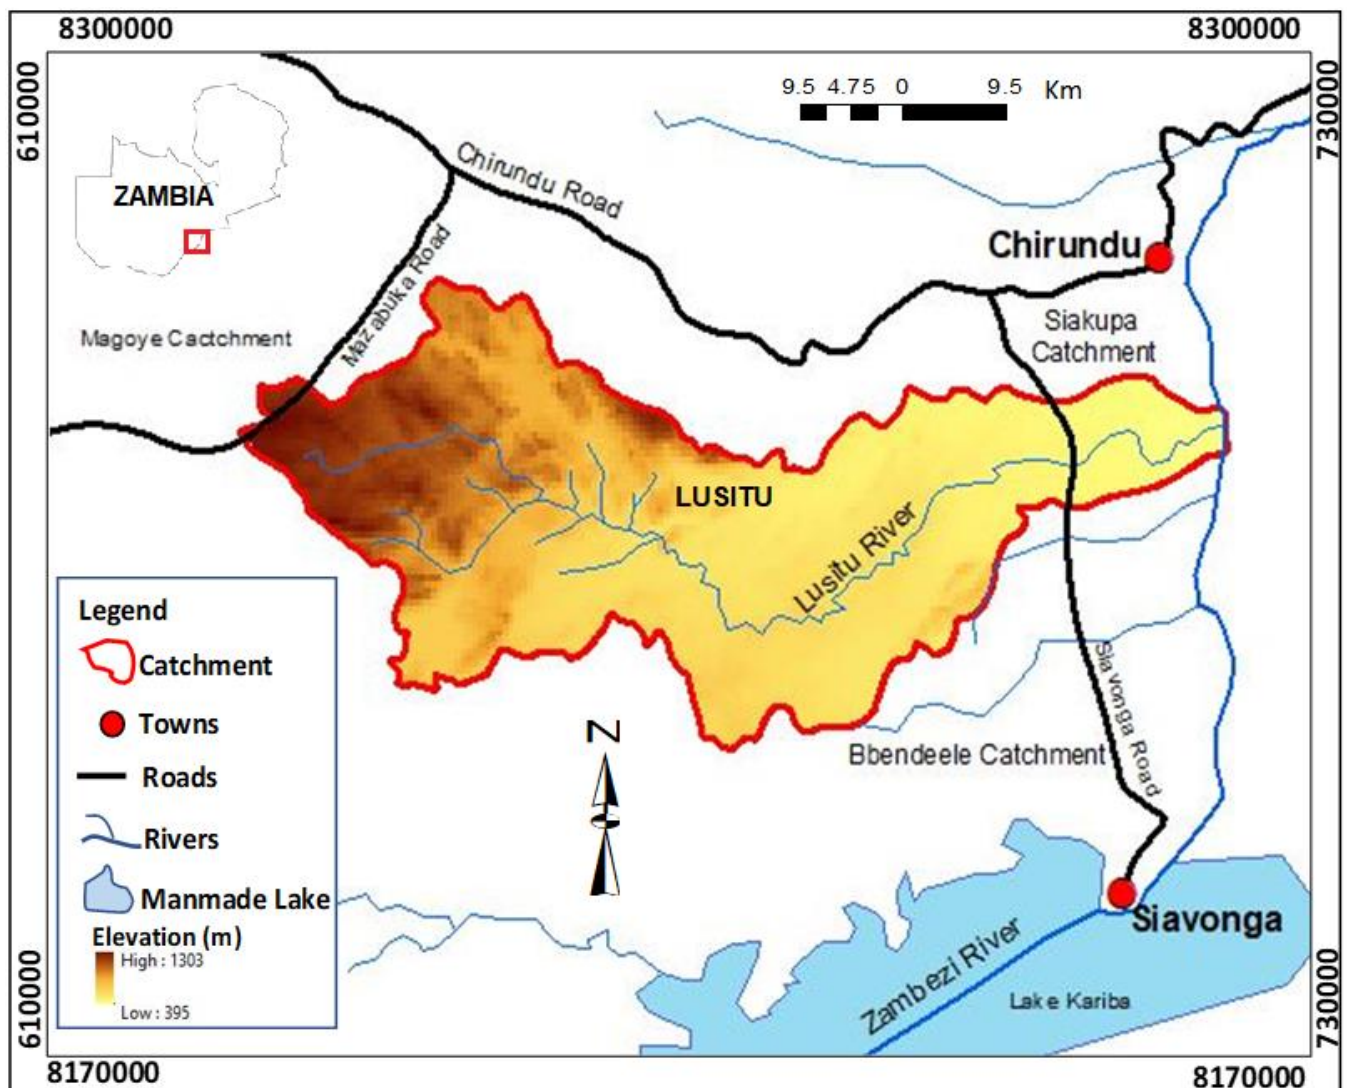 8300000
8300000
610000
730000
9.5 4.75 0 9.5 Km
ZAMBIA
Chirundu Road
Mazabuka Road
Chirundu
Magoye Cactchment
Siakupa
Catchment
LUSITU
Lusitu River
Legend
Catchment
Towns
Roads
Rivers
Manmade Lake
Elevation (m)
High : 1303
Low : 395
N
Siavonga Road
Bbendeele Catchment
Siavonga
Zambezi River
Lake Kariba
610000
730000
8170000
8170000